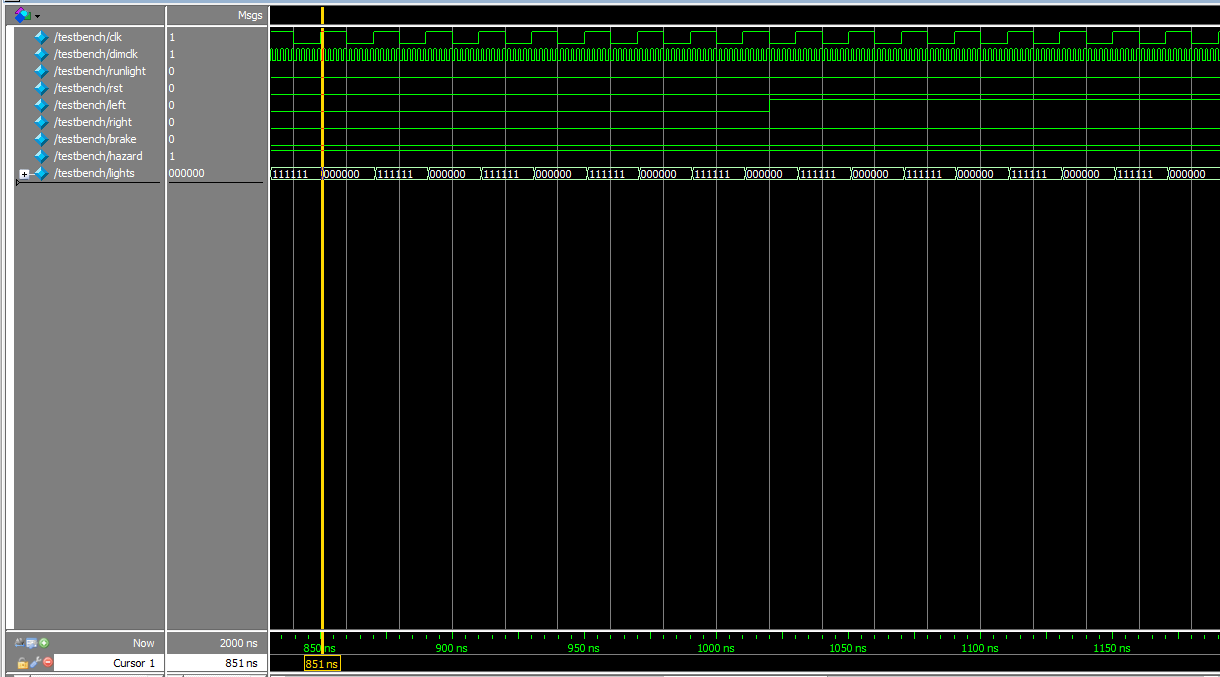 Msgs
/testbench/clk 1
/testbench/dimclk 1
/testbench/runlight 0
/testbench/rst 0
/testbench/left 0
/testbench/right 0
/testbench/brake 0
/testbench/hazard 1
/testbench/lights 000000 111111 000000 111111 000000 111111 000000 111111 000000 111111 000000 111111 000000 111111 000000 111111 000000
Now 2000 ns 850 ns 900 ns 950 ns 1000 ns 1050 ns 1100 ns 1150 ns
Cursor 1 851 ns 851 ns